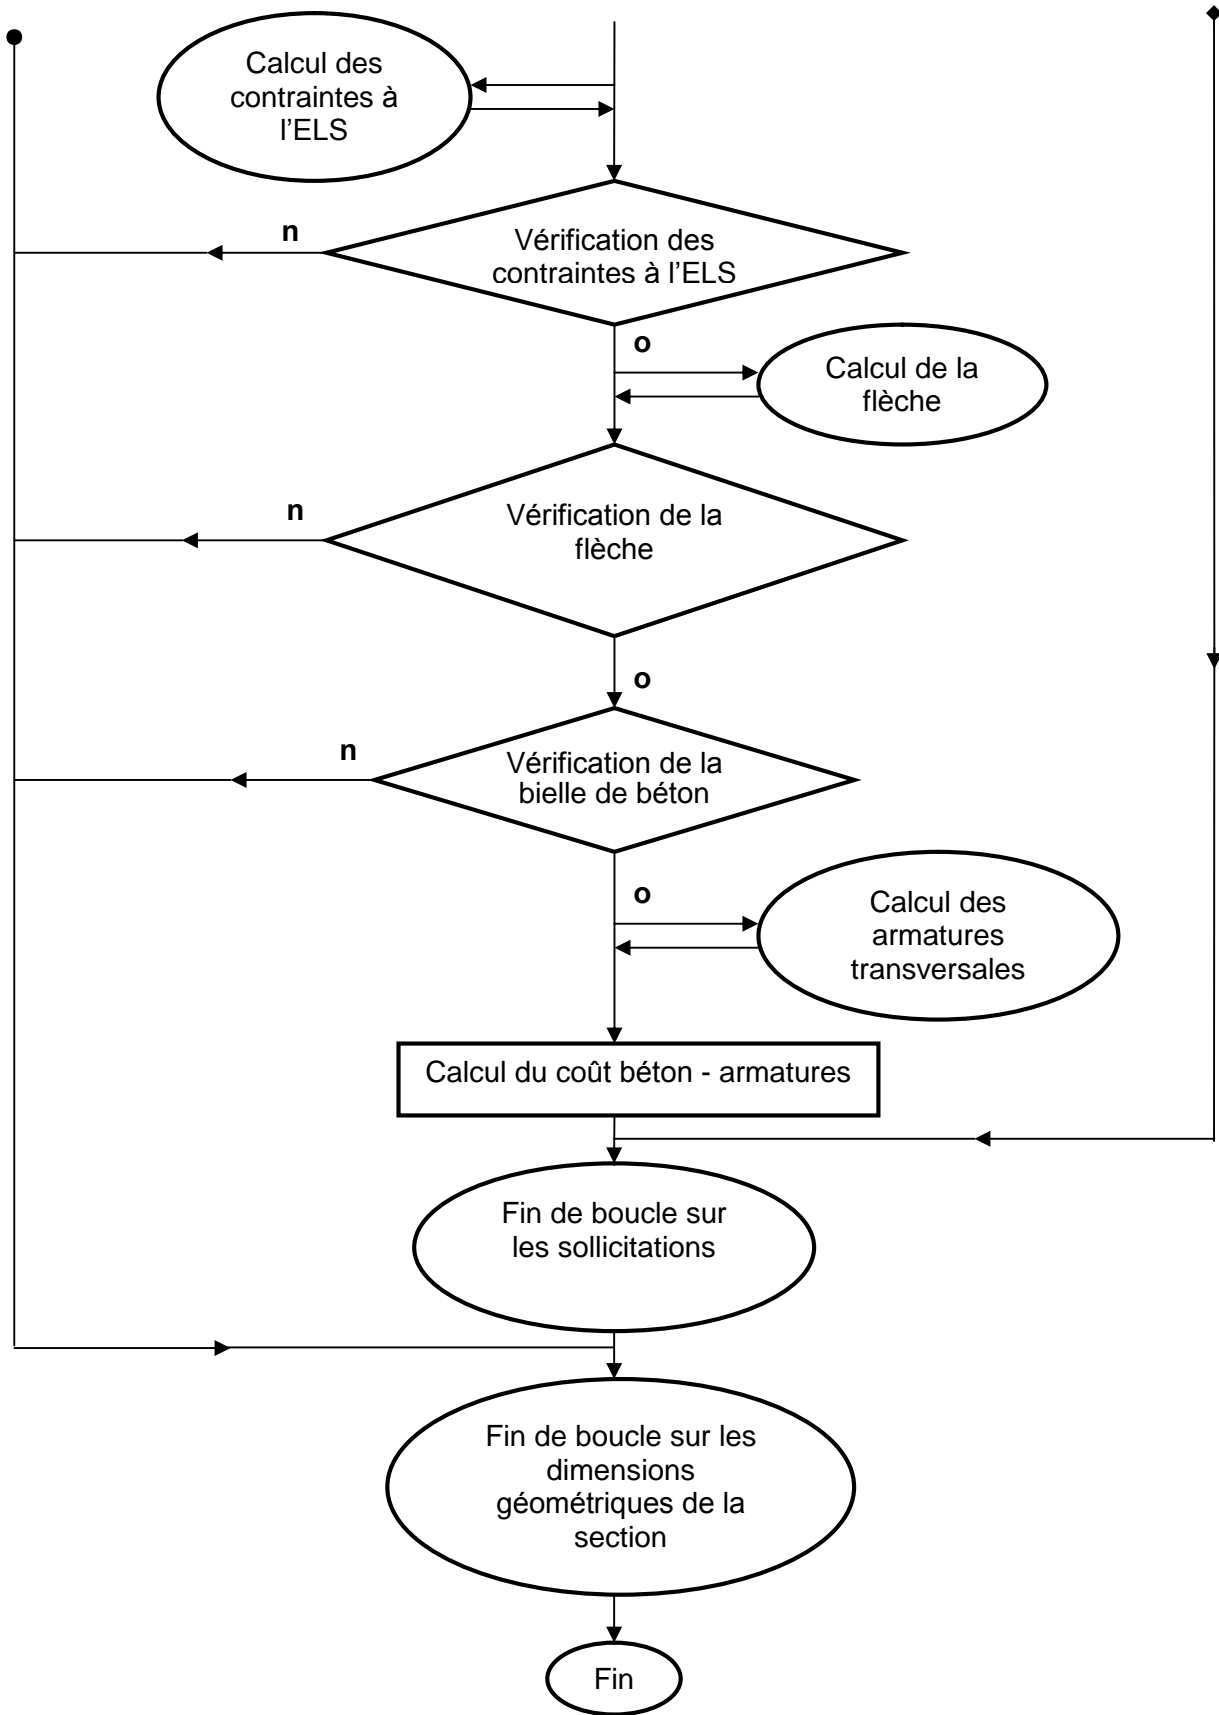 Calcul des
contraintes à
l’ELS
n
Vérification des
contraintes à l’ELS
o
Calcul de la
flèche
n
Vérification de la
flèche
o
n
Vérification de la
bielle de béton
o
Calcul des
armatures
transversales
Calcul du coût béton - armatures
Fin de boucle sur
les sollicitations
Fin de boucle sur les
dimensions
géométriques de la
section
Fin